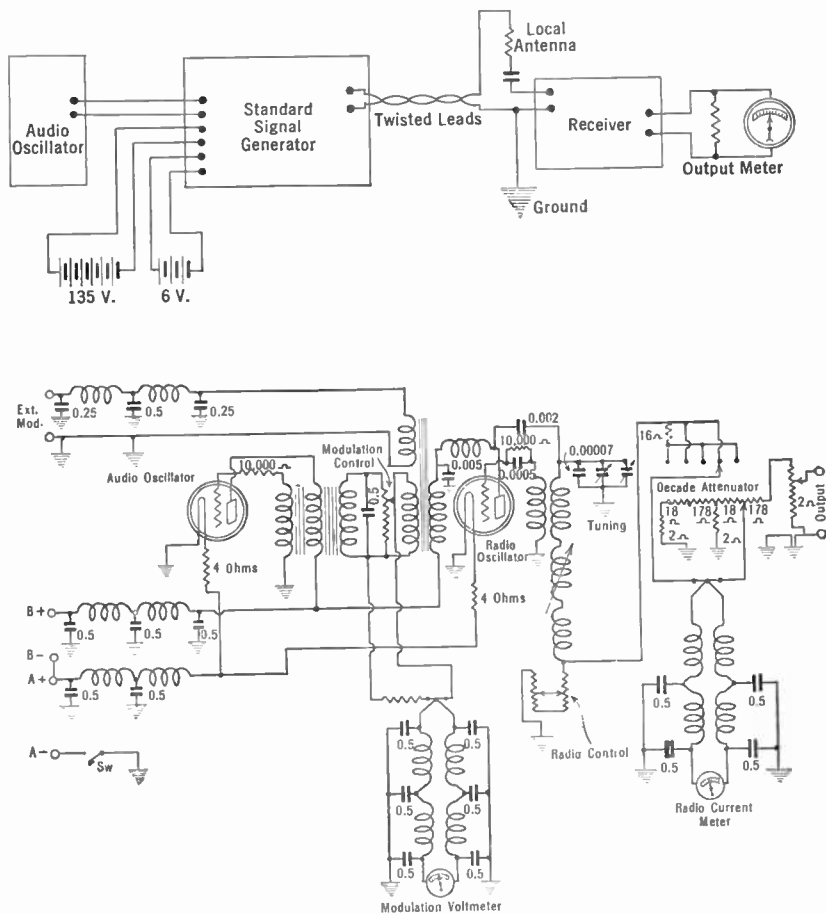 Local
Antenna
Audio
Oscillator
Standard
Signal
Generator
Twisted Leads
Receiver
Output Meter
Ground
135 V.
6 V.
Ext.
Mod.
0.25
0.5
0.25
Audio Oscillator
10,000 Ω
Modulation
Control
0.5
0.005
0.002
10,000 Ω
0.0005
0.00007
Tuning
16Ω
Decade Attenuator
18
Ω
178
Ω
18
Ω
178
Ω
2Ω
2Ω
2Ω
Output
Radio
Oscillator
4 Ohms
4 Ohms
B+
0.5
0.5
0.5
B-
A+
0.5
0.5
A-
Sw
Radio Control
0.5
0.5
0.5
0.5
0.5
0.5
Modulation Voltmeter
0.5
0.5
0.5
0.5
Radio Current
Meter